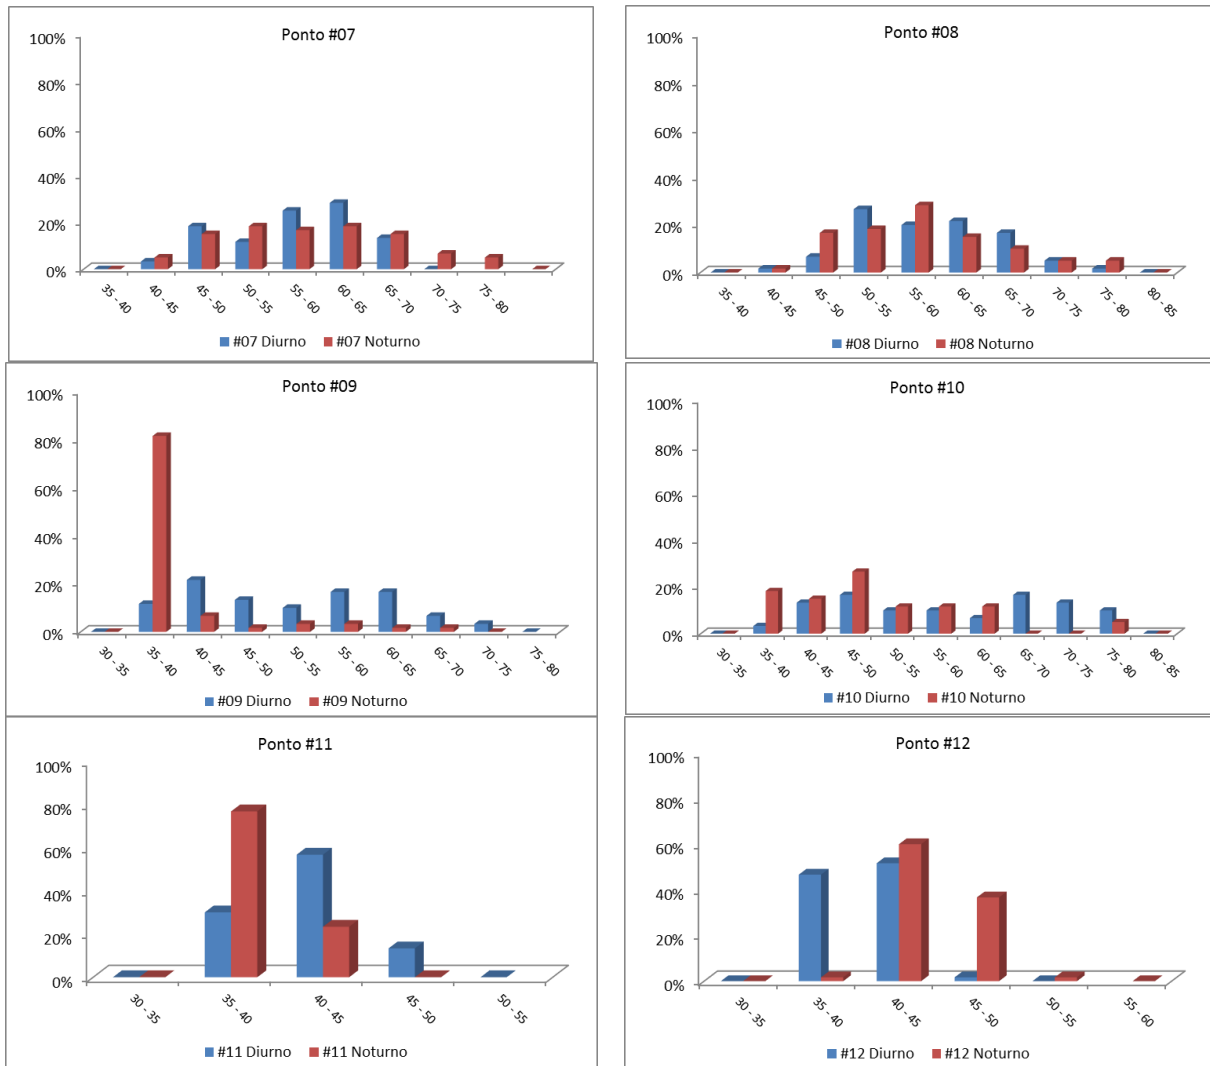 Ponto #07
100%
80%
60%
40%
20%
0%
35 - 40
40 - 45
45 - 50
50 - 55
55 - 60
60 - 65
65 - 70
70 - 75
75 - 80
#07 Diurno #07 Noturno
Ponto #08
100%
80%
60%
40%
20%
0%
35 - 40
40 - 45
45 - 50
50 - 55
55 - 60
60 - 65
65 - 70
70 - 75
75 - 80
80 - 85
#08 Diurno #08 Noturno
Ponto #09
100%
80%
60%
40%
20%
0%
30 - 35
35 - 40
40 - 45
45 - 50
50 - 55
55 - 60
60 - 65
65 - 70
70 - 75
75 - 80
#09 Diurno #09 Noturno
Ponto #10
100%
80%
60%
40%
20%
0%
30 - 35
35 - 40
40 - 45
45 - 50
50 - 55
55 - 60
60 - 65
65 - 70
70 - 75
75 - 80
80 - 85
#10 Diurno #10 Noturno
Ponto #11
100%
80%
60%
40%
20%
0%
30 - 35
35 - 40
40 - 45
45 - 50
50 - 55
#11 Diurno #11 Noturno
Ponto #12
100%
80%
60%
40%
20%
0%
30 - 35
35 - 40
40 - 45
45 - 50
50 - 55
55 - 60
#12 Diurno #12 Noturno